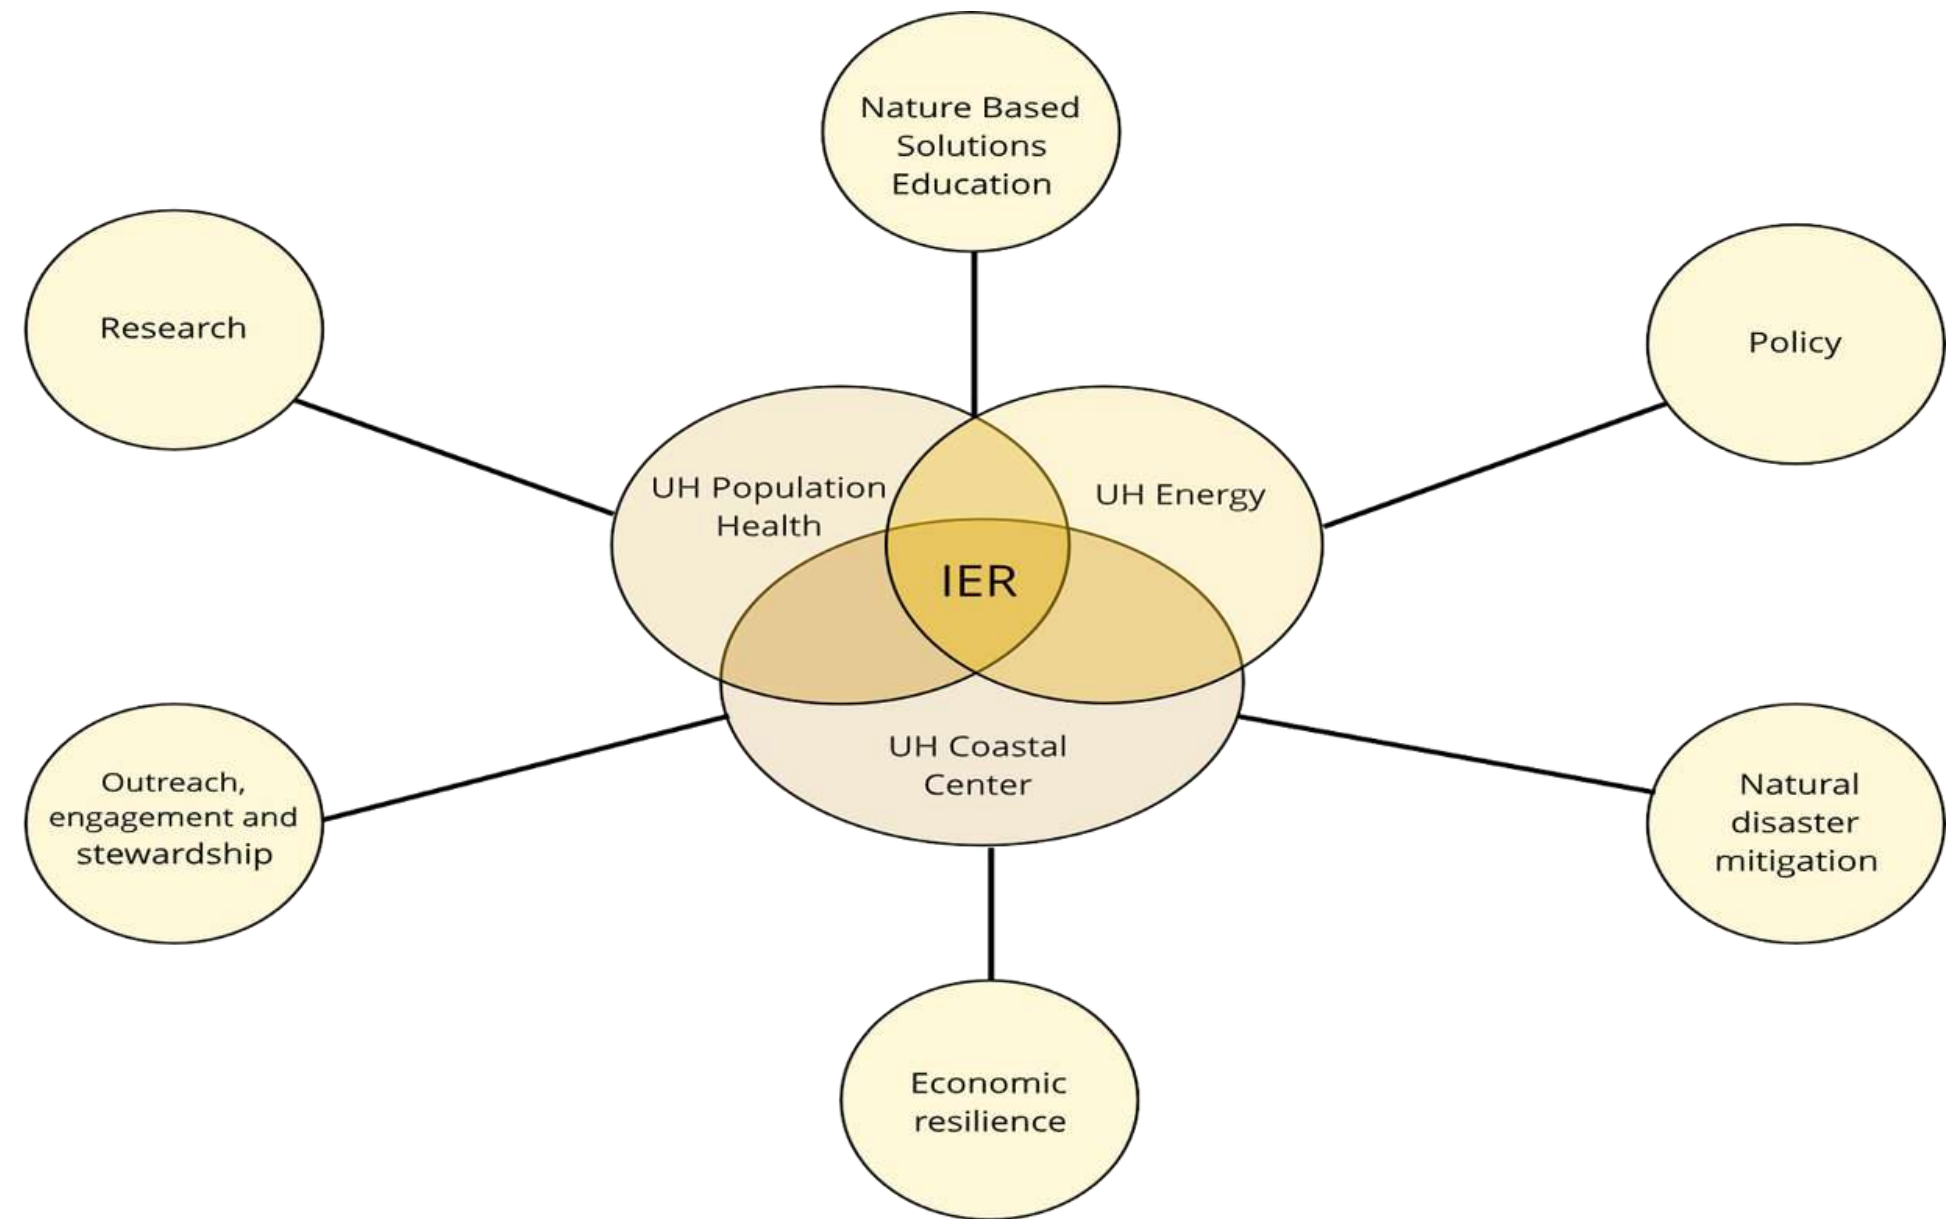 Nature Based
Solutions
Education
Research
Policy
UH Population
Health
UH Energy
IER
UH Coastal
Center
Outreach,
engagement and
stewardship
Natural
disaster
mitigation
Economic
resilience